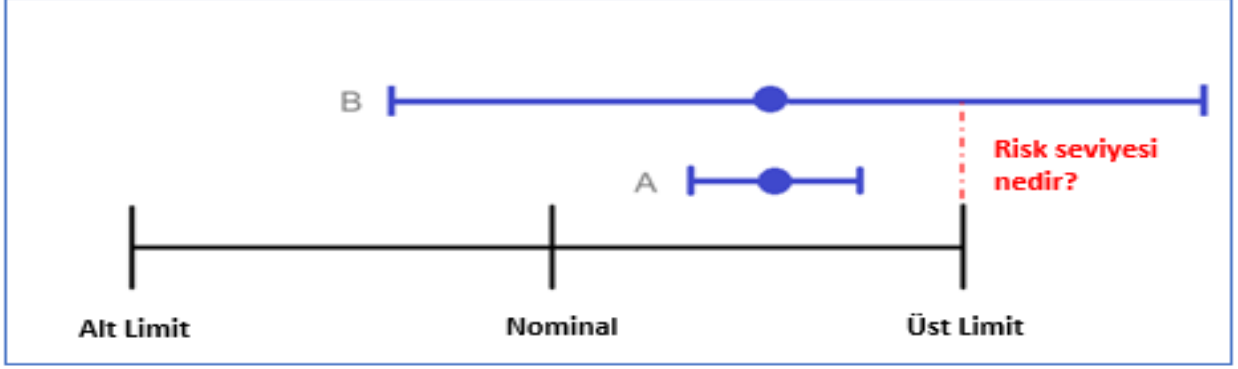 B
Risk seviyesi
nedir?
A
Alt Limit
Nominal
Üst Limit